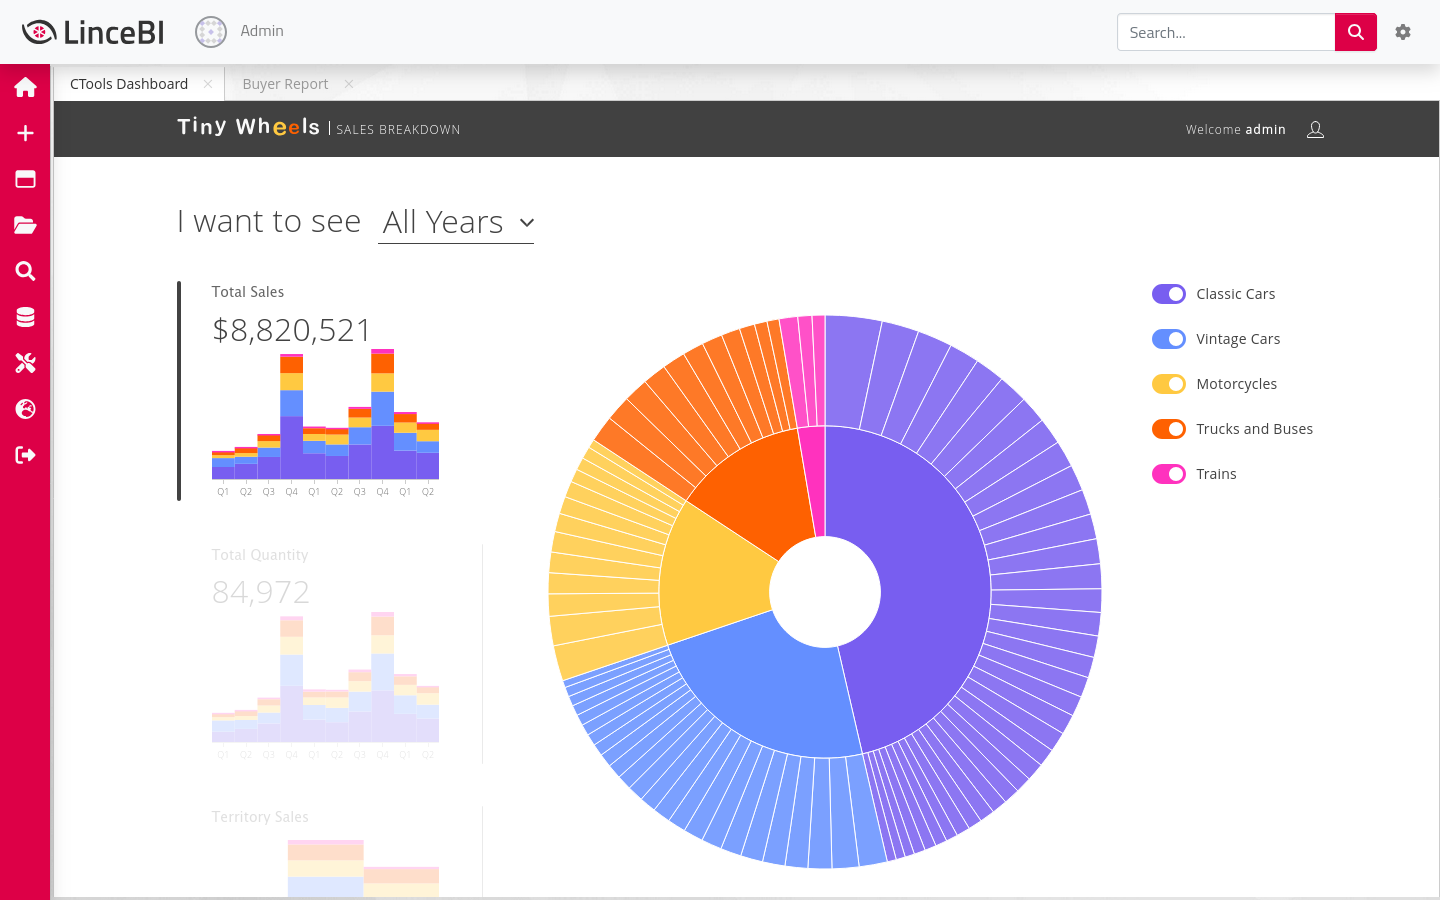 LinceBI
Admin
Search...
CTools Dashboard ×
Buyer Report ×
Tiny Wheels | SALES BREAKDOWN
Welcome admin
I want to see All Years
Total Sales
$8,820,521
Q1 Q2 Q3 Q4 Q1 Q2 Q3 Q4 Q1 Q2
Total Quantity
84,972
Q1 Q2 Q3 Q4 Q1 Q2 Q3 Q4 Q1 Q2
Territory Sales
Classic Cars
Vintage Cars
Motorcycles
Trucks and Buses
Trains